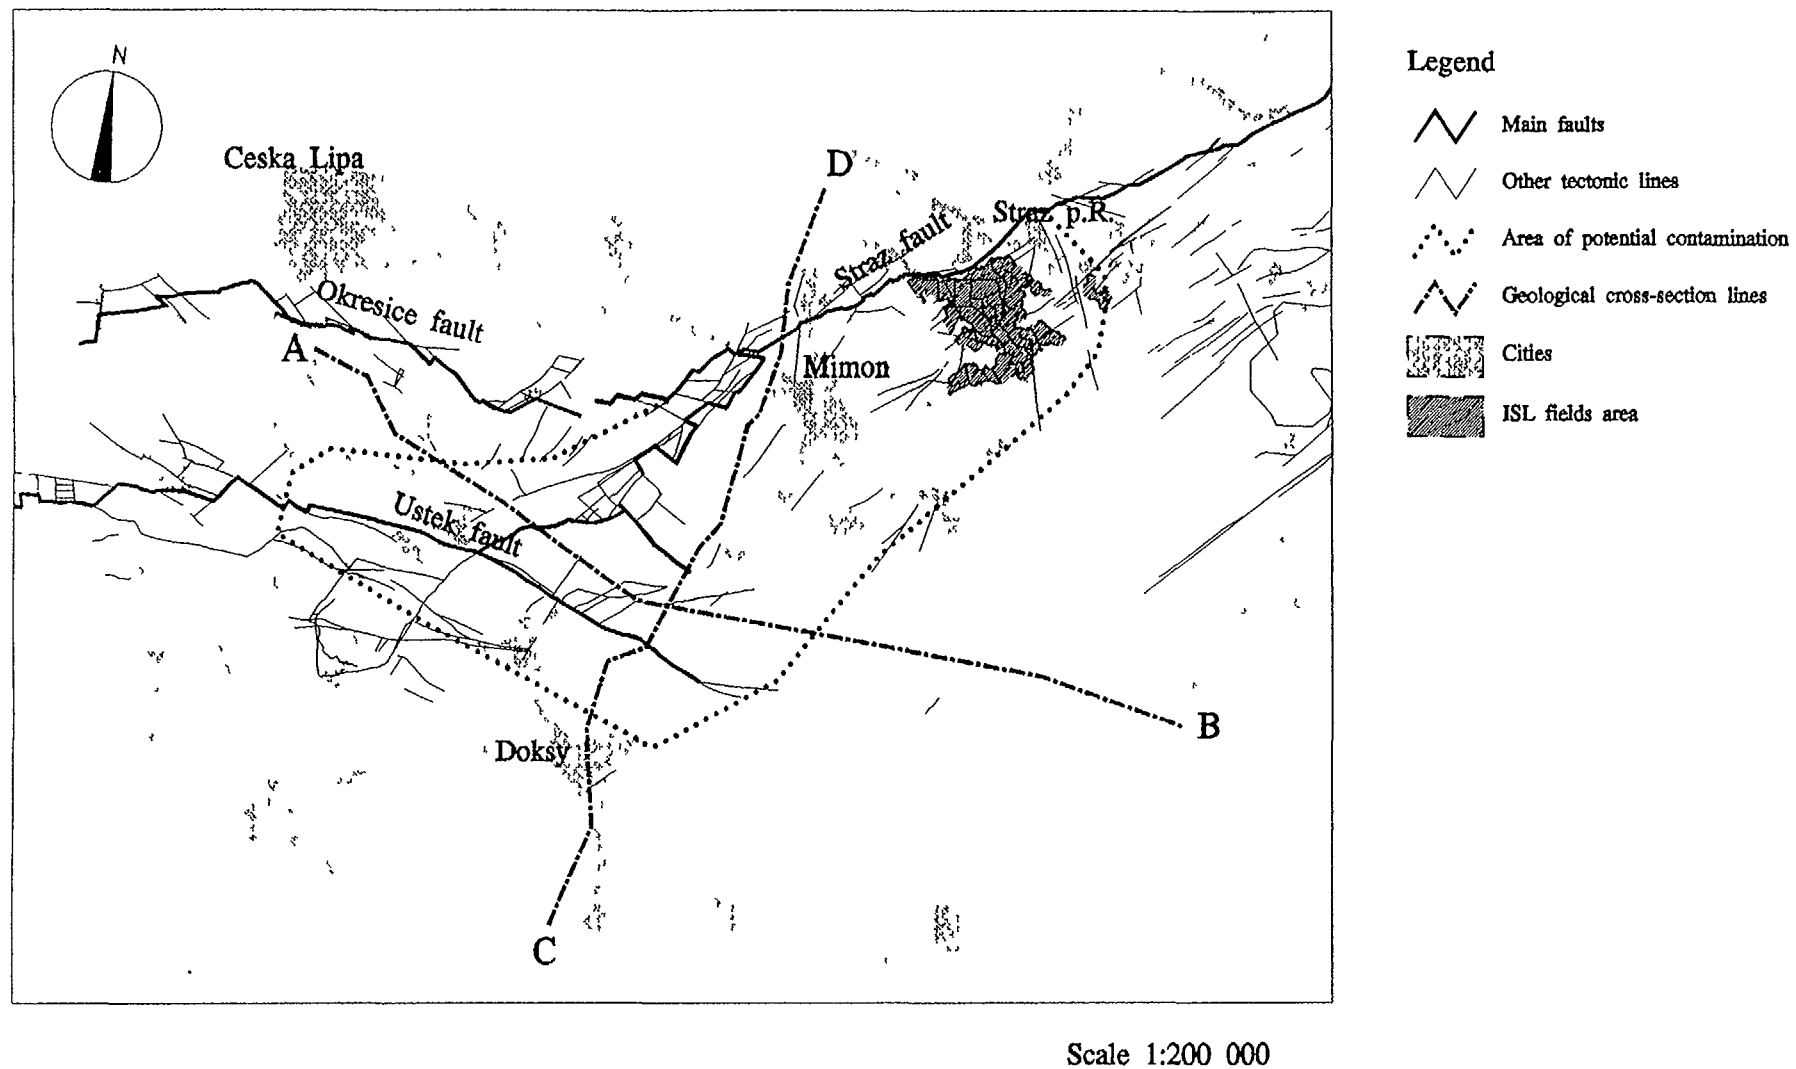 N
Ceska Lipa
D
Straz p.R.
Straz fault
Okresice fault
A
Mimon
Ustek fault
B
Doksy
C
Legend
Main faults
Other tectonic lines
Area of potential contamination
Geological cross-section lines
Cities
ISL fields area
Scale 1:200 000